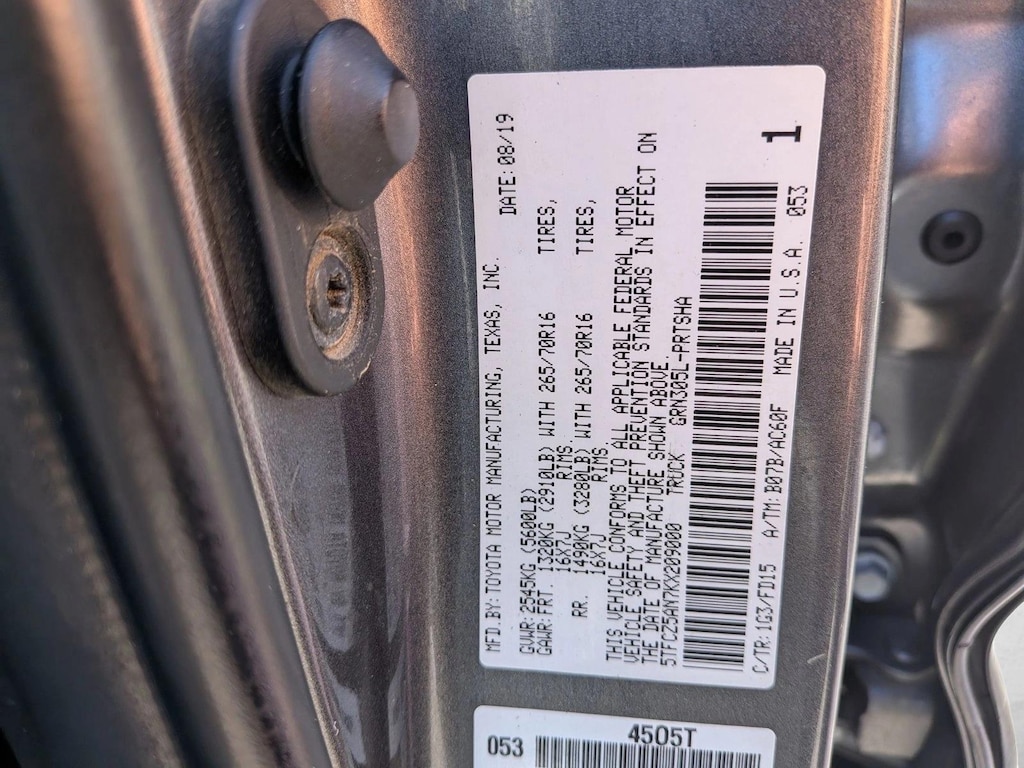 MFD.BY:TOYOTA MOTOR MANUFACTURING, TEXAS, INC.
DATE:08/19
GVWR:2545KG (5600LB)
GAWR:FRT. 1320KG (2910LB) WITH 265/70R16 TIRES,
16X7J RIMS.
RR. 1490KG (3280LB) WITH 265/70R16 TIRES,
16X7J RIMS
THIS VEHICLE CONFORMS TO ALL APPLICABLE FEDERAL MOTOR
VEHICLE SAFETY AND THEFT PREVENTION STANDARDS IN EFFECT ON
THE DATE OF MANUFACTURE SHOWN ABOVE.
5TFCZ5AN7KX209000 TRUCK GRN305L-PRTSHA
1
C/TR:1G3/FD15 A/TM:B07B/AC60F MADE IN U.S.A. 053
4505T
053